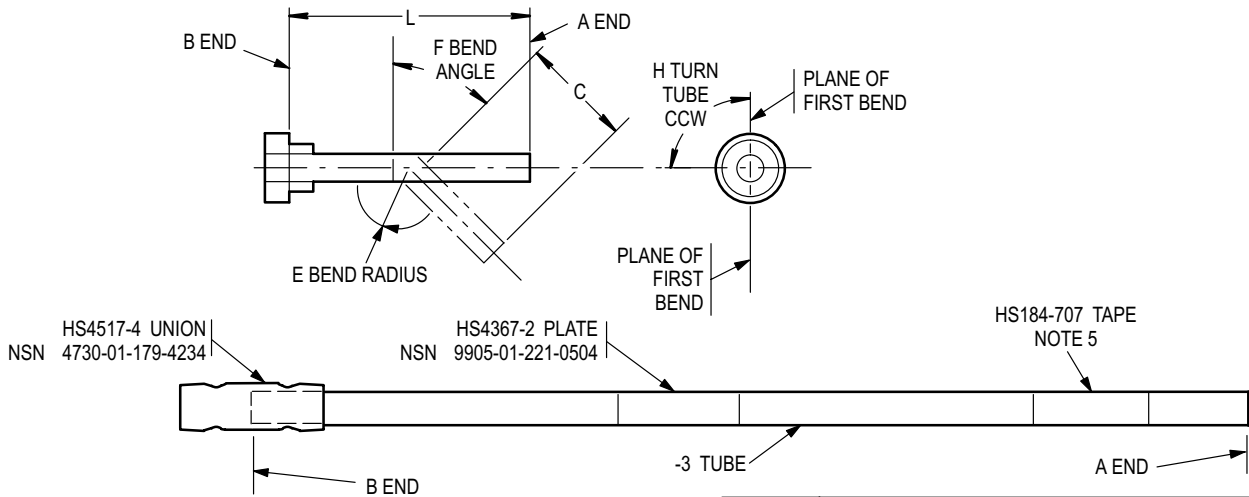 L
A END
B END
F BEND
ANGLE
C
H TURN
TUBE
CCW
PLANE OF
FIRST BEND
E BEND RADIUS
PLANE OF
FIRST
BEND
HS4517-4 UNION
NSN 4730-01-179-4234
HS4367-2 PLATE
NSN 9905-01-221-0504
HS184-707 TAPE
NOTE 5
-3 TUBE
A END
B END